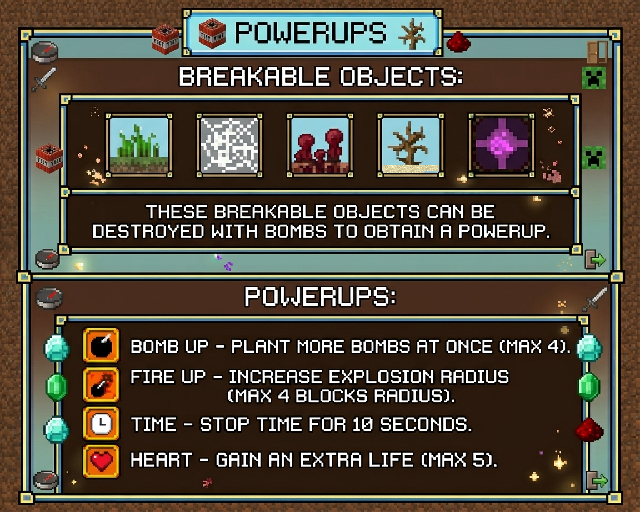 POWERUPS
BREAKABLE OBJECTS:
THESE BREAKABLE OBJECTS CAN BE
DESTROYED WITH BOMBS TO OBTAIN A POWERUP.
POWERUPS:
BOMB UP - PLANT MORE BOMBS AT ONCE (MAX 4).
FIRE UP - INCREASE EXPLOSION RADIUS
(MAX 4 BLOCKS RADIUS).
TIME - STOP TIME FOR 10 SECONDS.
HEART - GAIN AN EXTRA LIFE (MAX 5).